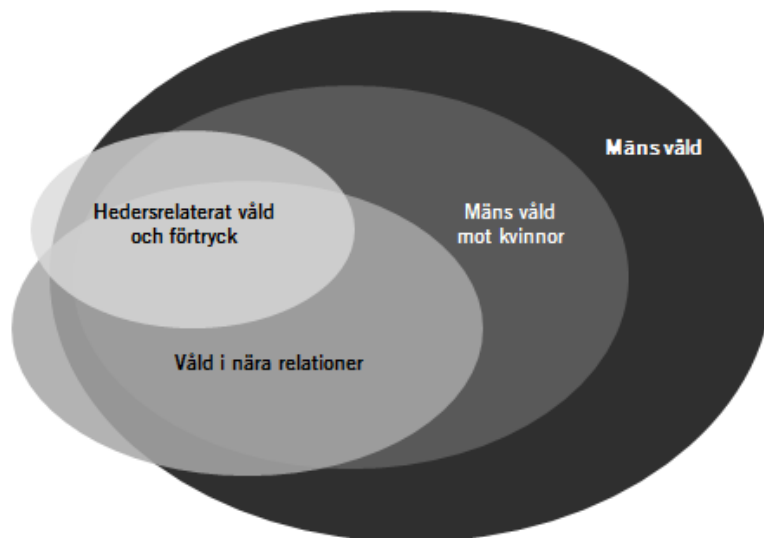 Mäns våld
Hedersrelaterat våld
och förtryck
Mäns våld
mot kvinnor
Våld i nära relationer